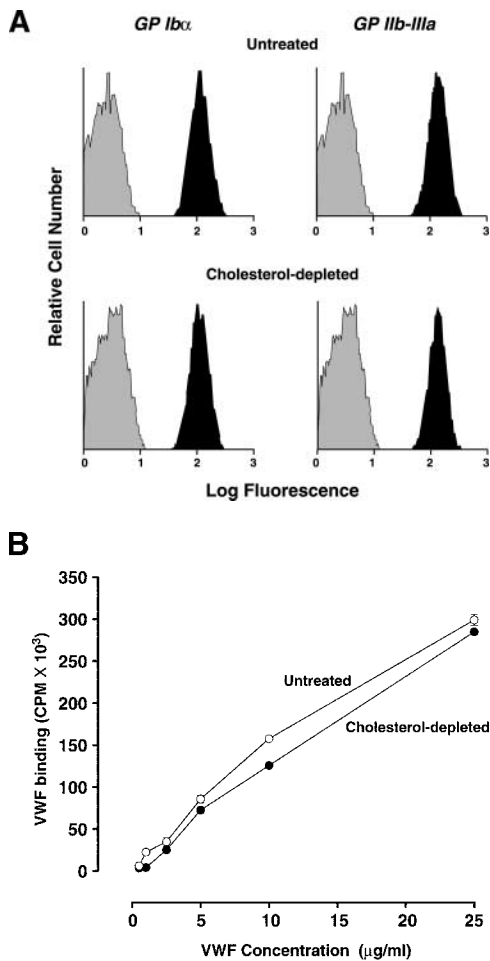 A
GP Ibα GP IIb-IIIa
Untreated
0 1 2 3 0 1 2 3
Cholesterol-depleted
0 1 2 3 0 1 2 3
Relative Cell Number
Log Fluorescence
B
350
300
250
200
150
100
50
0
VWF binding (CPM X 10³)
Untreated
Cholesterol-depleted
0 5 10 15 20 25
VWF Concentration (μg/ml)